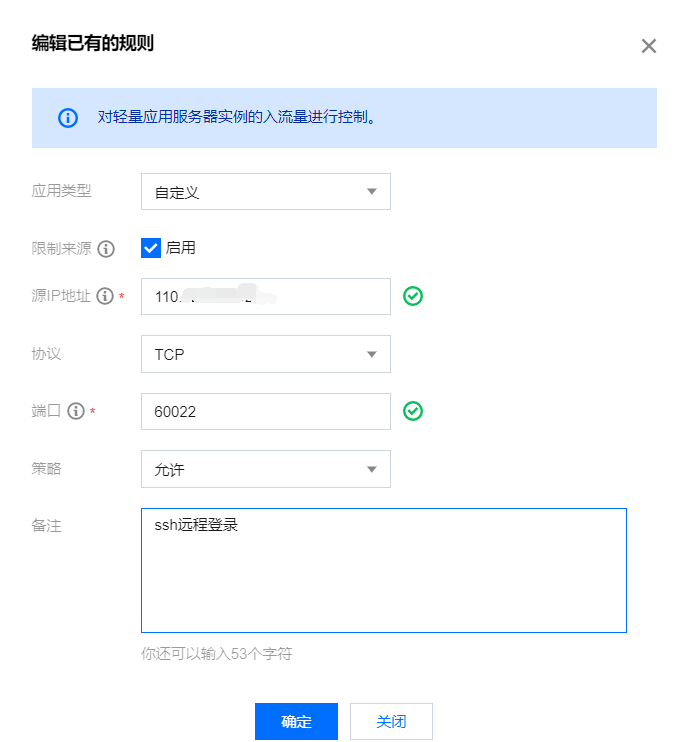 编辑已有的规则
对轻量应用服务器实例的入流量进行控制。
应用类型 自定义
限制来源 启用
源IP地址 * 110.
协议 TCP
端口 * 60022
策略 允许
备注 ssh远程登录
你还可以输入53个字符
确定 关闭